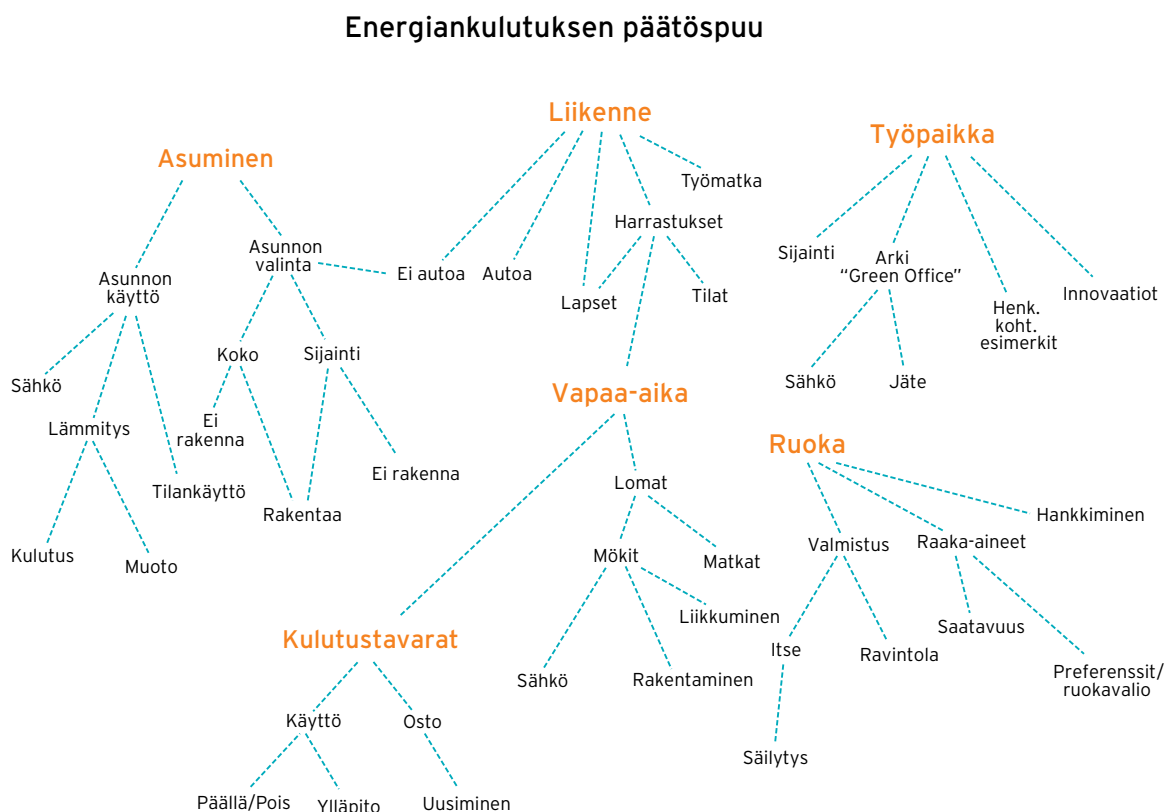 Energiankulutuksen päätöspuu
Liikenne
Työpaikka
Asuminen
Työmatka
Harrastukset
Asunnon
valinta
Sijainti
Arki
“Green Office”
Ei autoa
Autoa
Asunnon
käyttö
Lapset
Tilat
Innovaatiot
Henk.
koht.
esimerkit
Koko
Sijainti
Sähkö
Sähkö
Jäte
Vapaa-aika
Ei
rakenna
Lämmitys
Ruoka
Ei rakenna
Lomat
Tilankäyttö
Rakentaa
Hankkiminen
Valmistus
Raaka-aineet
Kulutus
Muoto
Mökit
Matkat
Liikkuminen
Saatavuus
Kulutustavarat
Itse
Ravintola
Sähkö
Rakentaminen
Preferenssit/
ruokavalio
Käyttö
Osto
Säilytys
Päällä/Pois
Ylläpito
Uusiminen